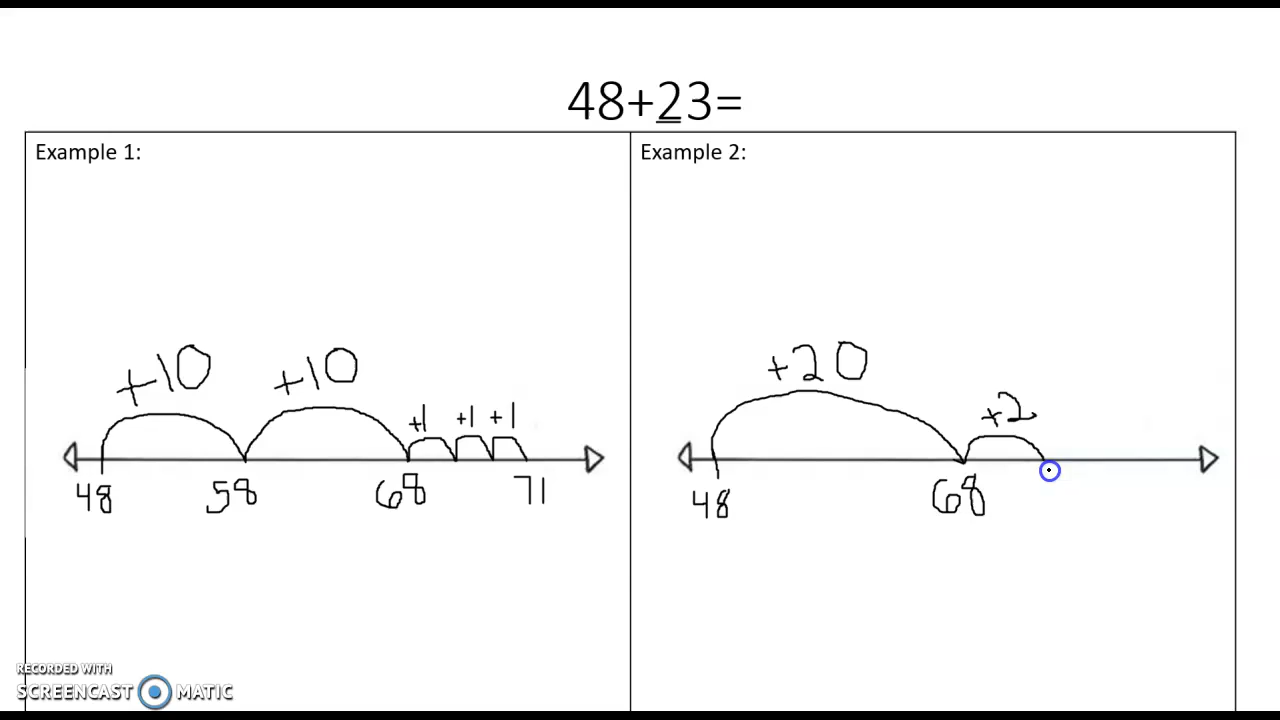 48+23=
Example 1:
+10 +10 +1 +1 +1
48 58 68 71
Example 2:
+20 +2
48 68
RECORDED WITH
SCREENCAST MATIC